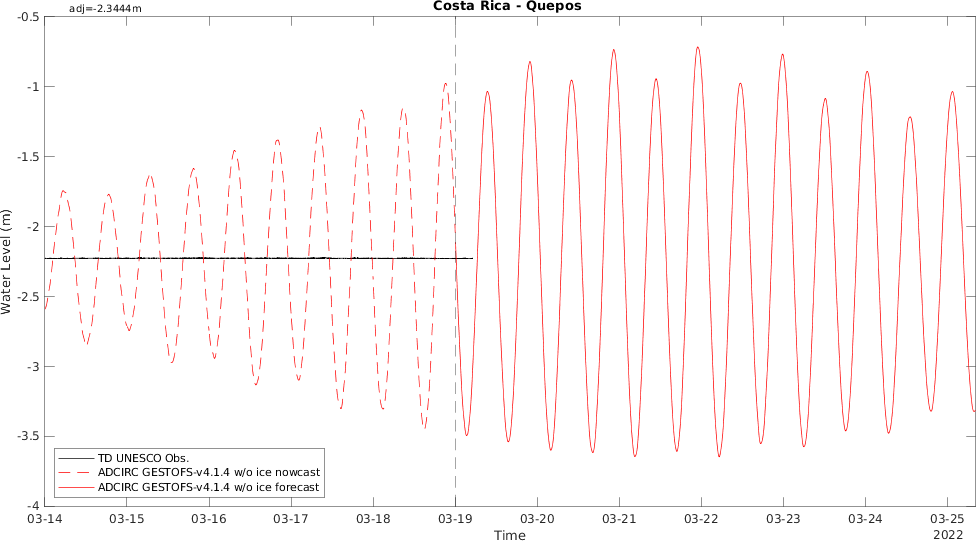 Costa Rica - Quepos
adj=-2.3444m
-0.5
-1
-1.5
-2
-2.5
-3
-3.5
-4
Water Level (m)
TD UNESCO Obs.
ADCIRC GESTOFS-v4.1.4 w/o ice nowcast
ADCIRC GESTOFS-v4.1.4 w/o ice forecast
03-14 03-15 03-16 03-17 03-18 03-19 03-20 03-21 03-22 03-23 03-24 03-25
Time
2022